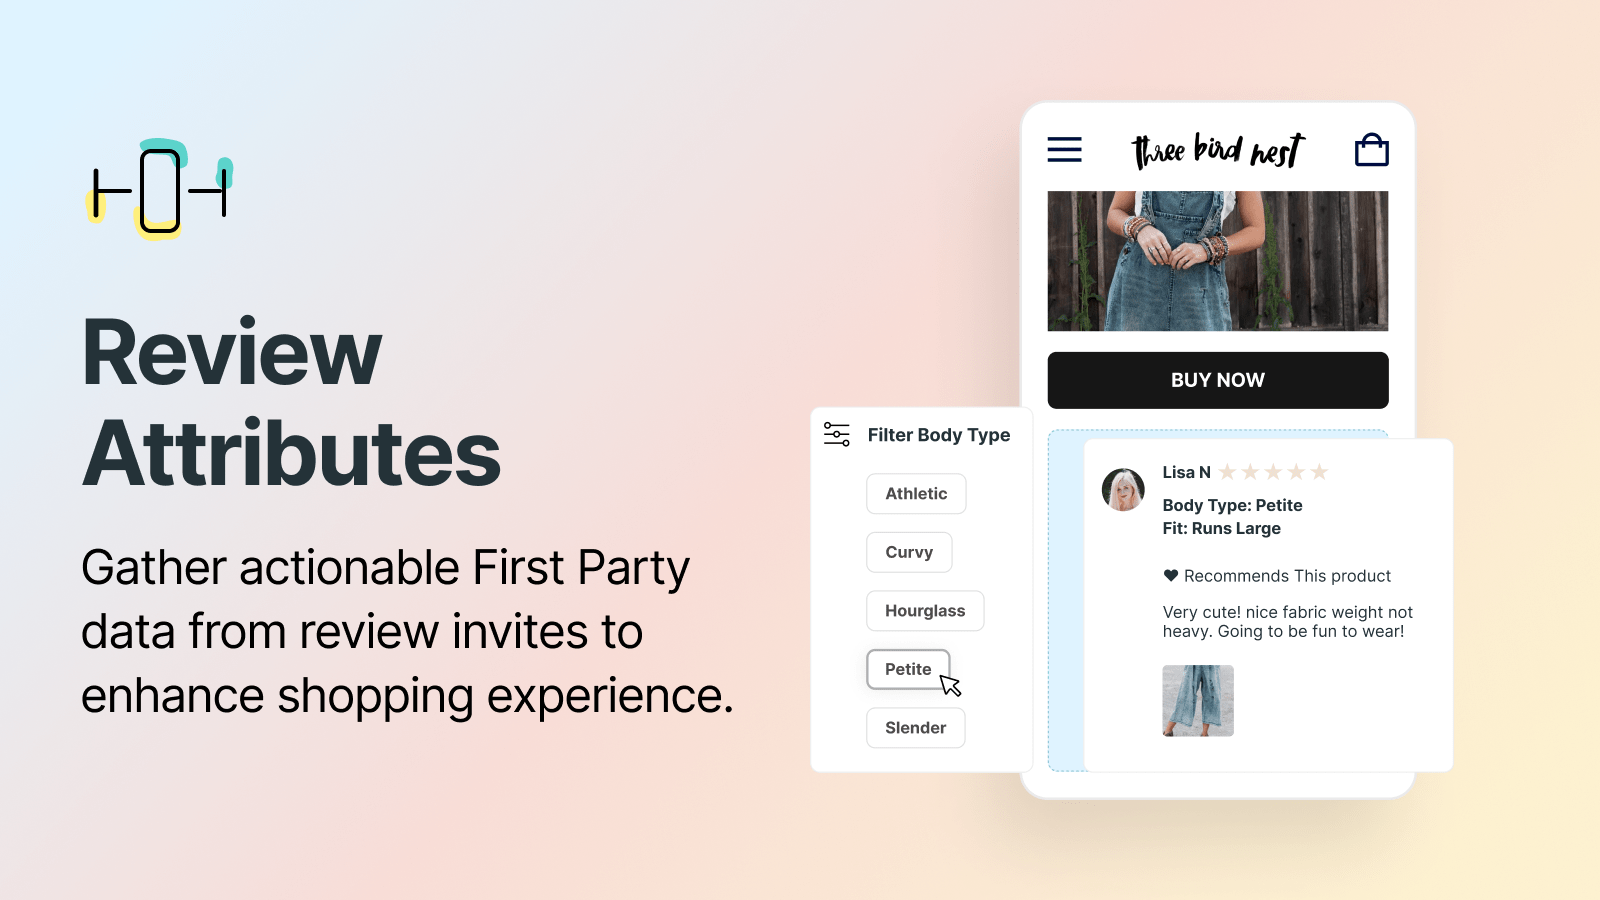 Review
Attributes
Gather actionable First Party
data from review invites to
enhance shopping experience.
three bird nest
BUY NOW
Filter Body Type
Athletic
Curvy
Hourglass
Petite
Slender
Lisa N
Body Type: Petite
Fit: Runs Large
Recommends This product
Very cute! nice fabric weight not
heavy. Going to be fun to wear!